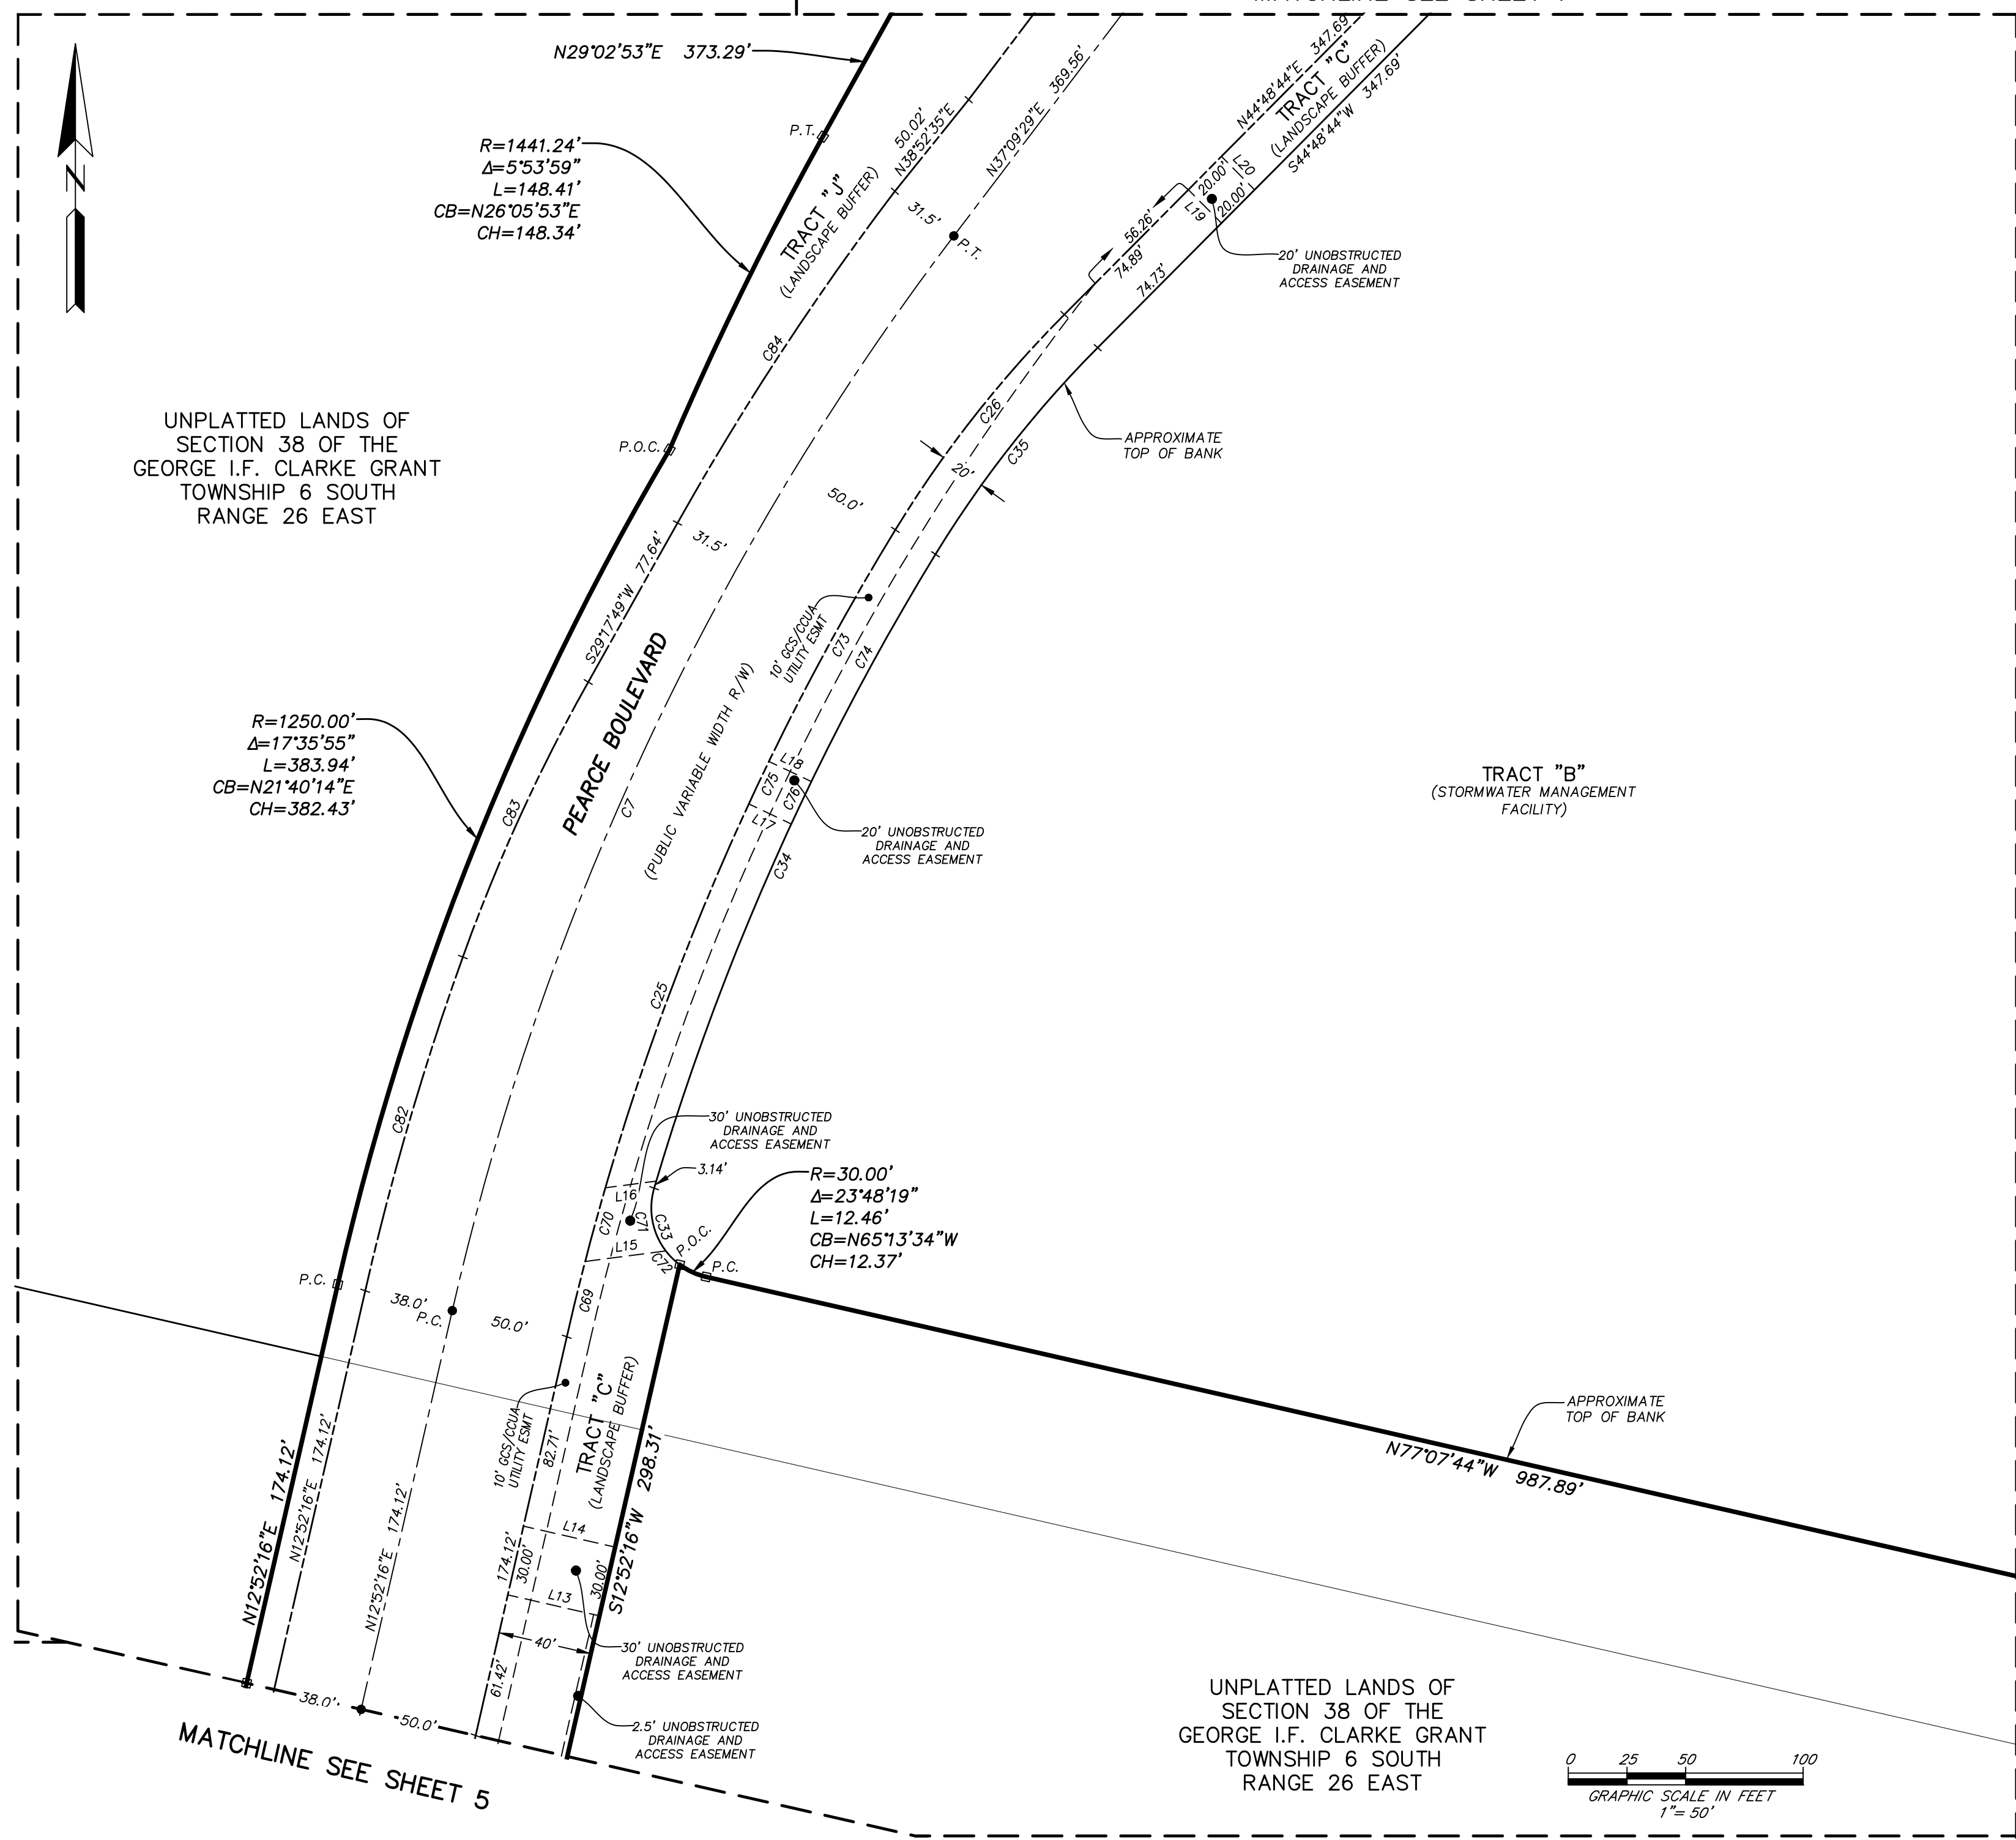 N29°02'53"E 373.29'
N
R=1441.24'
Δ=5°53'59"
L=148.41'
CB=N26°05'53"E
CH=148.34'
P.T.
TRACT "J"
(LANDSCAPE BUFFER)
50.02'
N38°52'35"E
N37°09'29"E 369.56'
31.5'
P.T.
N44°48'44"E 347.69'
TRACT "C"
(LANDSCAPE BUFFER)
S44°48'44"W 347.69'
20.00'
L20
L19
20.00'
56.26'
74.89'
74.73'
20' UNOBSTRUCTED
DRAINAGE AND
ACCESS EASEMENT
C84
UNPLATTED LANDS OF
SECTION 38 OF THE
GEORGE I.F. CLARKE GRANT
TOWNSHIP 6 SOUTH
RANGE 26 EAST
P.O.C.
C26
C35
APPROXIMATE
TOP OF BANK
20'
50.0'
31.5'
S29°17'49"W 77.64'
10' GCS/CCUA
UTILITY ESMT
C73
C74
PEARCE BOULEVARD
(PUBLIC VARIABLE WIDTH R/W)
R=1250.00'
Δ=17°35'55"
L=383.94'
CB=N21°40'14"E
CH=382.43'
C83
C7
L18
C75
C76
L17
20' UNOBSTRUCTED
DRAINAGE AND
ACCESS EASEMENT
C34
TRACT "B"
(STORMWATER MANAGEMENT
FACILITY)
C25
C82
30' UNOBSTRUCTED
DRAINAGE AND
ACCESS EASEMENT
3.14'
R=30.00'
Δ=23°48'19"
L=12.46'
CB=N65°13'34"W
CH=12.37'
L16
C70
C71
C33
L15
C72
P.O.C.
P.C.
P.C.
38.0'
P.C.
50.0'
C69
10' GCS/CCUA
UTILITY ESMT
82.71'
TRACT "C"
(LANDSCAPE BUFFER)
S12°52'16"W 298.31'
N77°07'44"W 987.89'
APPROXIMATE
TOP OF BANK
N12°52'16"E 174.12'
N12°52'16"E 174.12'
N12°52'16"E 174.12'
L14
174.12'
30.00'
30.00'
L13
40'
61.42'
30' UNOBSTRUCTED
DRAINAGE AND
ACCESS EASEMENT
2.5' UNOBSTRUCTED
DRAINAGE AND
ACCESS EASEMENT
38.0'
50.0'
MATCHLINE SEE SHEET 5
UNPLATTED LANDS OF
SECTION 38 OF THE
GEORGE I.F. CLARKE GRANT
TOWNSHIP 6 SOUTH
RANGE 26 EAST
0 25 50 100
GRAPHIC SCALE IN FEET
1"= 50'